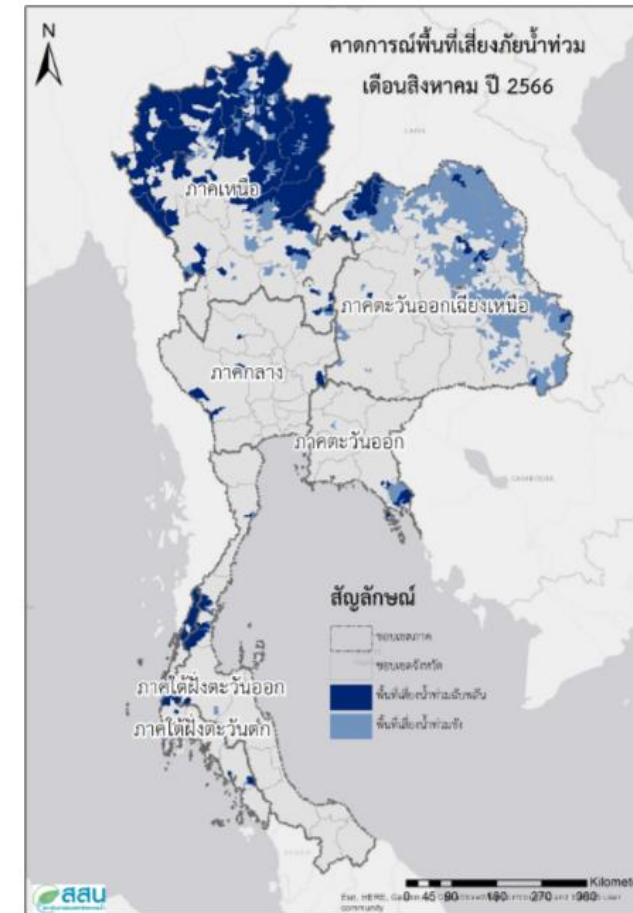 N
คาดการณ์พื้นที่เสี่ยงภัยน้ำท่วม
เดือนสิงหาคม ปี 2566
LAOS
ภาคเหนือ
ภาคตะวันออกเฉียงเหนือ
ภาคกลาง
ภาคตะวันออก
CAMBODIA
สัญลักษณ์
ขอบเขตภาค
ขอบเขตจังหวัด
พื้นที่เสี่ยงน้ำท่วมฉับพลัน
พื้นที่เสี่ยงน้ำท่วมขัง
ภาคใต้ฝั่งตะวันออก
ภาคใต้ฝั่งตะวันตก
Kilometers
0 45 90 180 270 360
Esri, HERE,
community
สสน